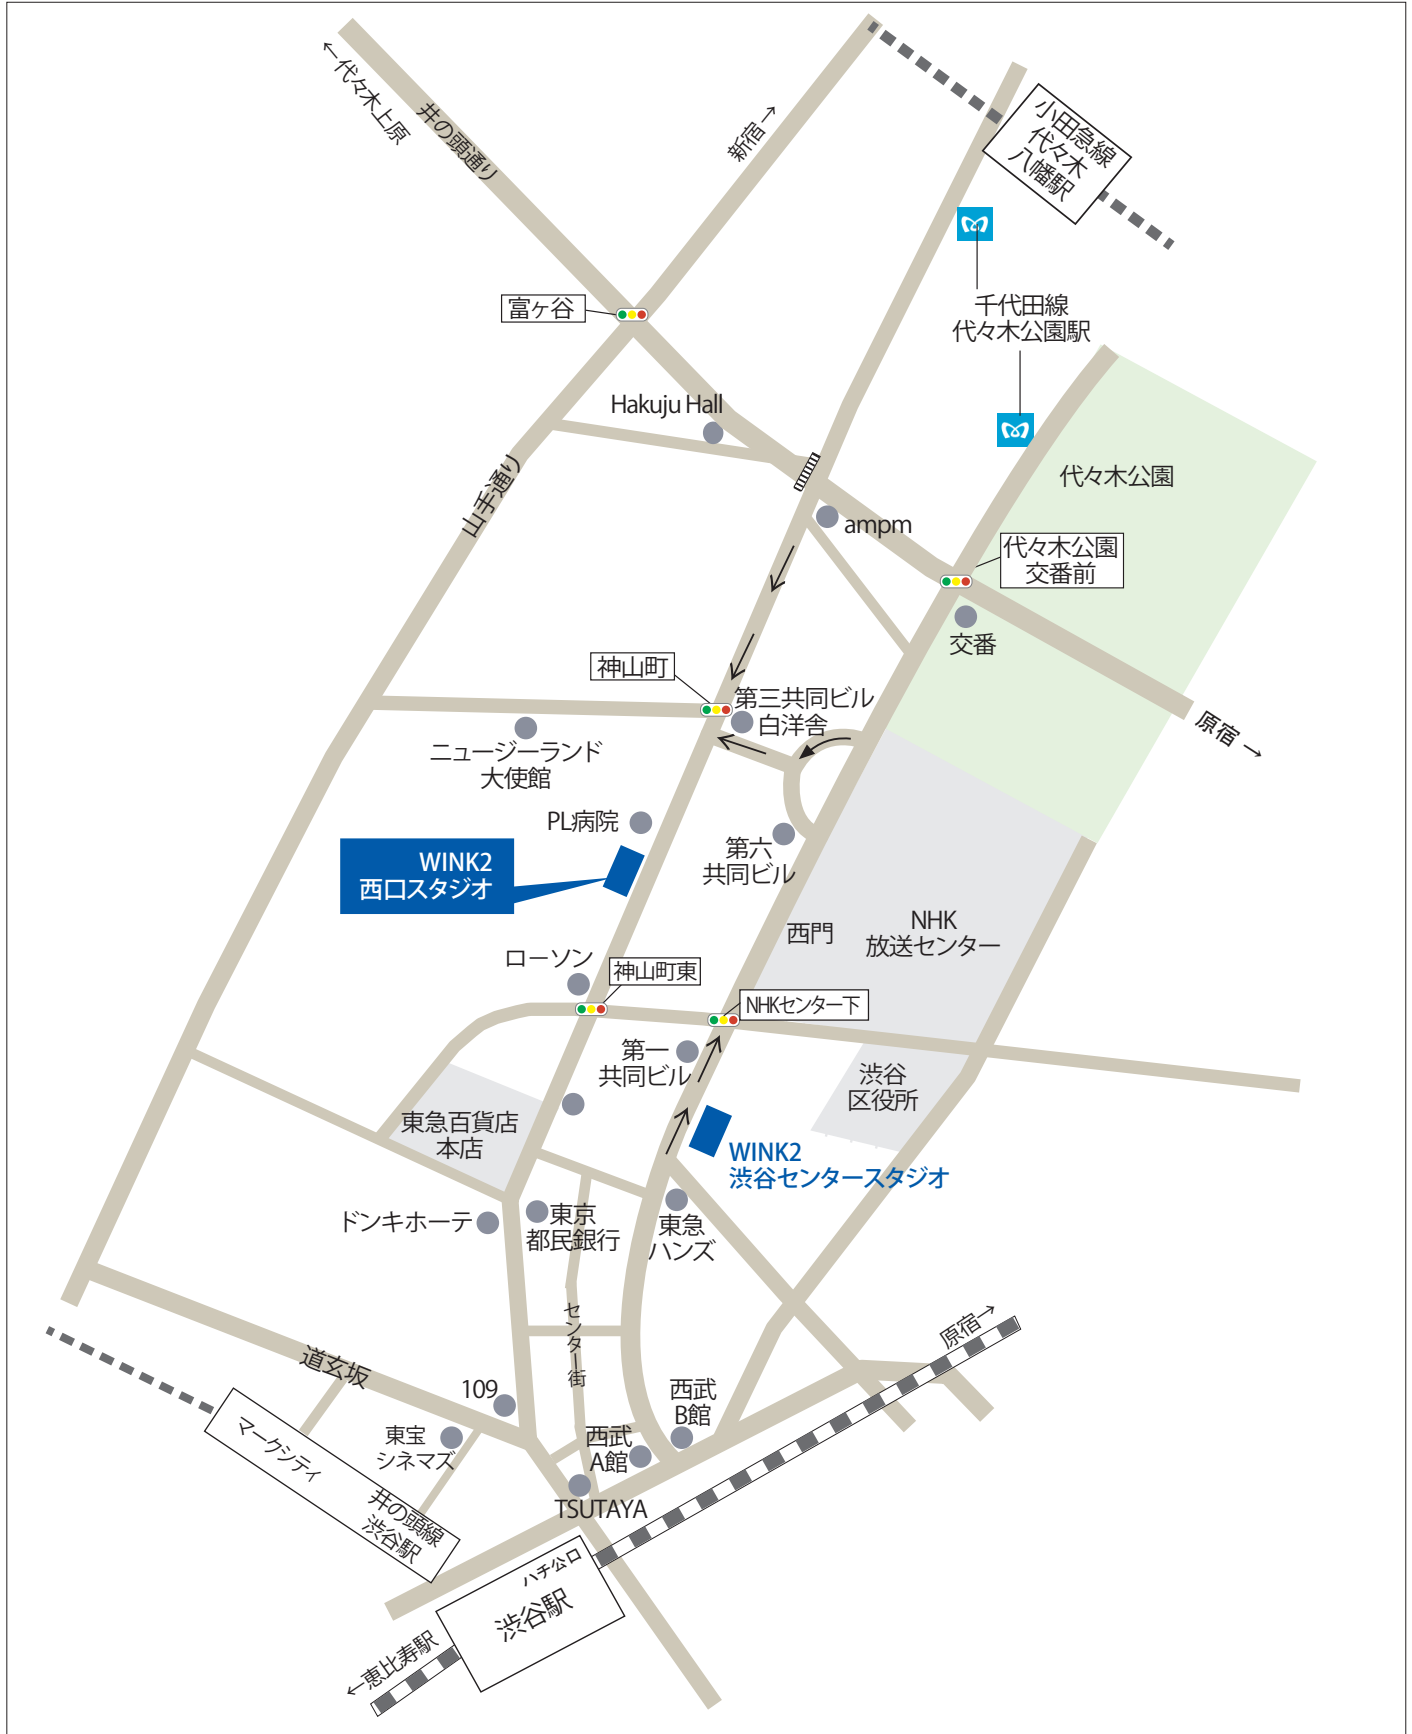 ←代々木上原
井の頭通り
新宿→
小田急線
代々木
八幡駅
千代田線
代々木公園駅
富ヶ谷
Hakuju Hall
山手通り
代々木公園
ampm
代々木公園
交番前
交番
神山町
第三共同ビル
白洋舎
原宿→
ニュージーランド
大使館
PL病院
第六
共同ビル
WINK2
西口スタジオ
西門
NHK
放送センター
ローソン
神山町東
NHKセンター下
第一
共同ビル
渋谷
区役所
東急百貨店
本店
WINK2
渋谷センタースタジオ
ドンキホーテ
東京
都民銀行
東急
ハンズ
センター街
原宿→
道玄坂
109
西武
B館
東宝
シネマズ
西武
A館
マークシティ
井の頭線
渋谷駅
TSUTAYA
ハチ公口
渋谷駅
←恵比寿駅